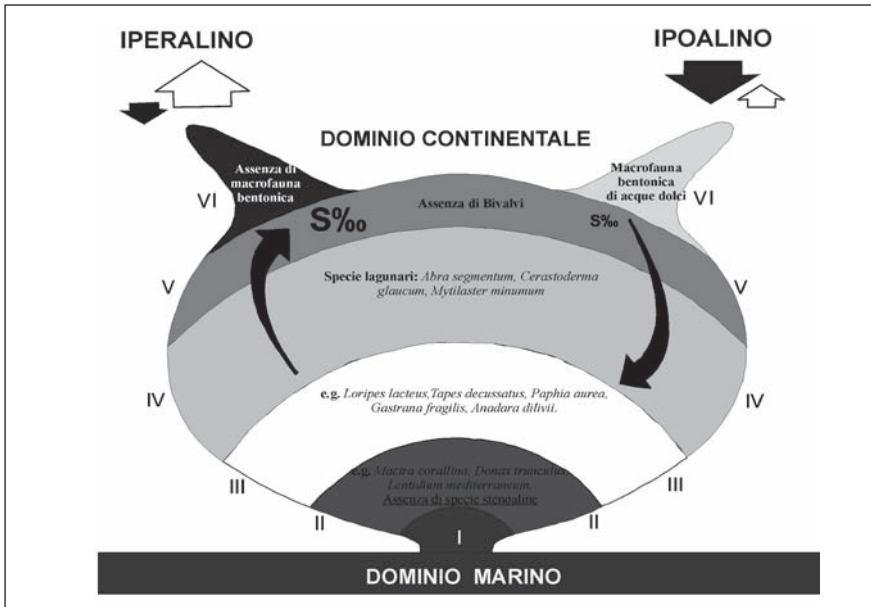 IPERALINO IPOALINO
DOMINIO CONTINENTALE
Assenza di
macrofauna
bentonica
Macrofauna
bentonica
di acque dolci
VI VI
Assenza di Bivalvi
S‰ S‰
V V
Specie lagunari: Abra segmentum, Cerastoderma
glaucum, Mytilaster minumum
IV IV
e.g. Loripes lacteus,Tapes decussatus, Paphia aurea,
Gastrana fragilis, Anadara dilivii.
III III
e.g. Mactra corallina, Donax trunculus,
Lentidium mediterraneum.
Assenza di specie stenoaline
II II
I
DOMINIO MARINO